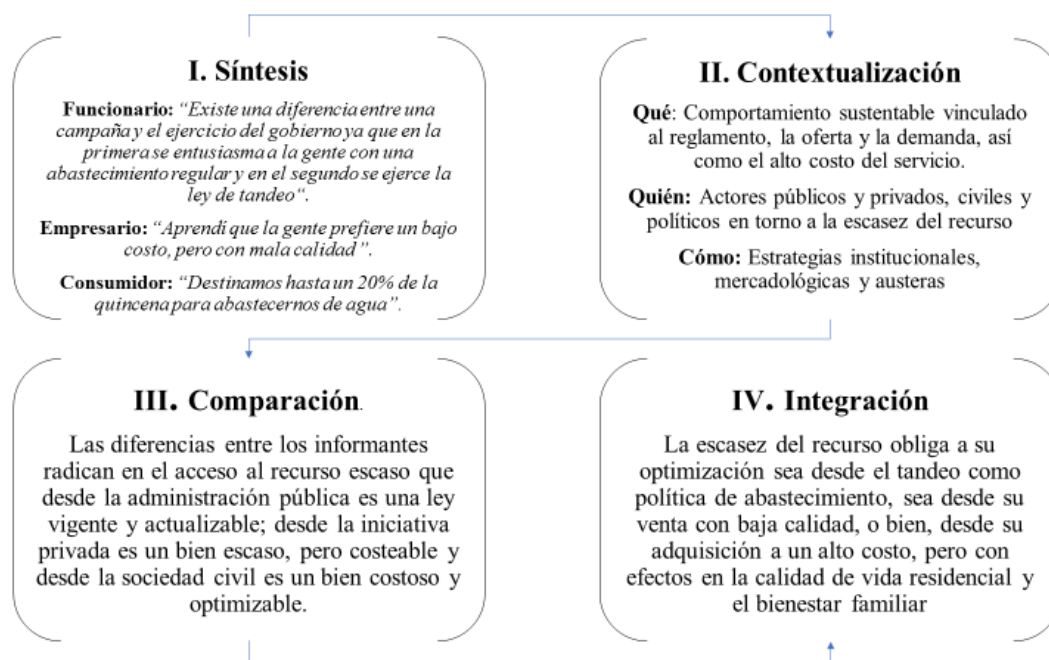 I. Síntesis
Funcionario: “Existe una diferencia entre una
campaña y el ejercicio del gobierno ya que en la
primera se entusiasma a la gente con una
abastecimiento regular y en el segundo se ejerce la
ley de tandeo“.
Empresario: “Aprendí que la gente prefiere un bajo
costo, pero con mala calidad”.
Consumidor: “Destinamos hasta un 20% de la
quincena para abastecernos de agua”.
II. Contextualización
Qué: Comportamiento sustentable vinculado
al reglamento, la oferta y la demanda, así
como el alto costo del servicio.
Quién: Actores públicos y privados, civiles y
políticos en torno a la escasez del recurso
Cómo: Estrategias institucionales,
mercadológicas y austeras
III. Comparación.
Las diferencias entre los informantes
radican en el acceso al recurso escaso que
desde la administración pública es una ley
vigente y actualizable; desde la iniciativa
privada es un bien escaso, pero costeable y
desde la sociedad civil es un bien costoso y
optimizable.
IV. Integración
La escasez del recurso obliga a su
optimización sea desde el tandeo como
política de abastecimiento, sea desde su
venta con baja calidad, o bien, desde su
adquisición a un alto costo, pero con
efectos en la calidad de vida residencial y
el bienestar familiar